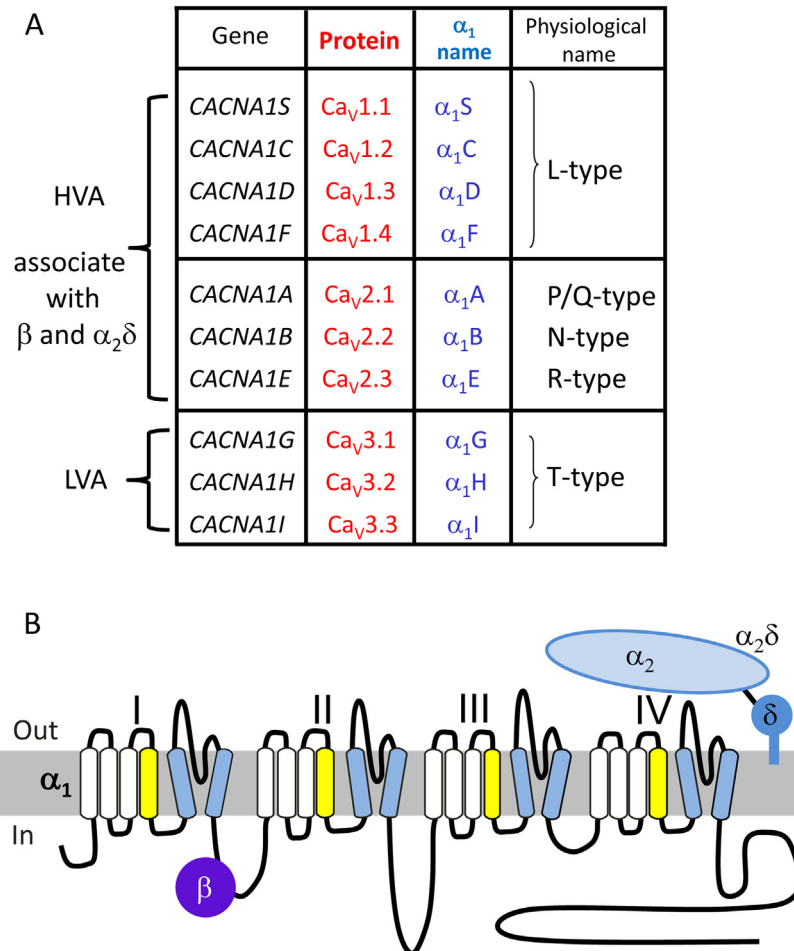 A
Gene Protein α₁ name Physiological name
HVA
associate
with
β and α₂δ
CACNA1S Caᵥ1.1 α₁S
CACNA1C Caᵥ1.2 α₁C
CACNA1D Caᵥ1.3 α₁D
CACNA1F Caᵥ1.4 α₁F
L-type
CACNA1A Caᵥ2.1 α₁A P/Q-type
CACNA1B Caᵥ2.2 α₁B N-type
CACNA1E Caᵥ2.3 α₁E R-type
LVA
CACNA1G Caᵥ3.1 α₁G
CACNA1H Caᵥ3.2 α₁H
CACNA1I Caᵥ3.3 α₁I
T-type
B
α₂ α₂δ
I II III IV δ
Out
α₁
In
β